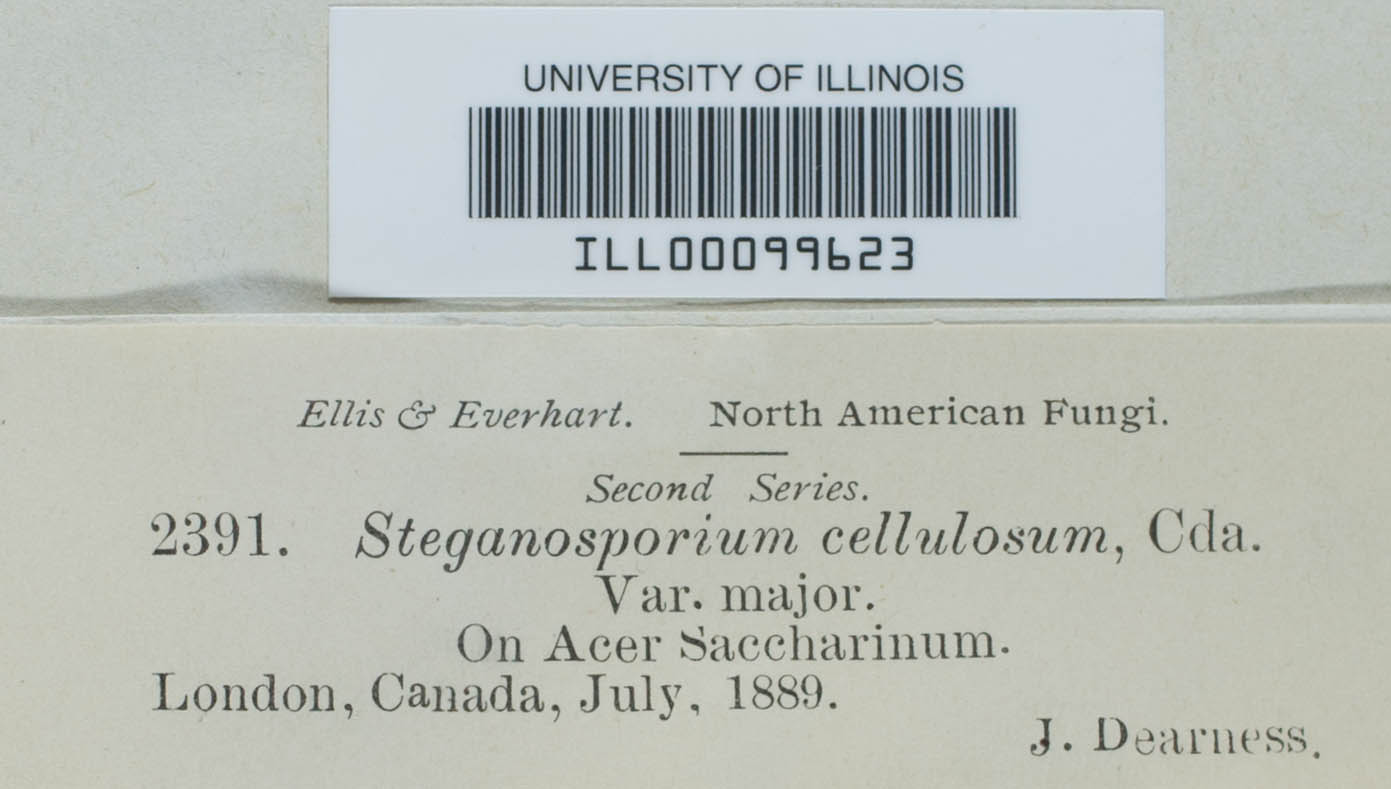 UNIVERSITY OF ILLINOIS
ILL00099623
Ellis & Everhart. North American Fungi.
Second Series.
2391. Steganosporium cellulosum, Cda.
Var. major.
On Acer Saccharinum.
London, Canada, July, 1889.
J. Dearness.